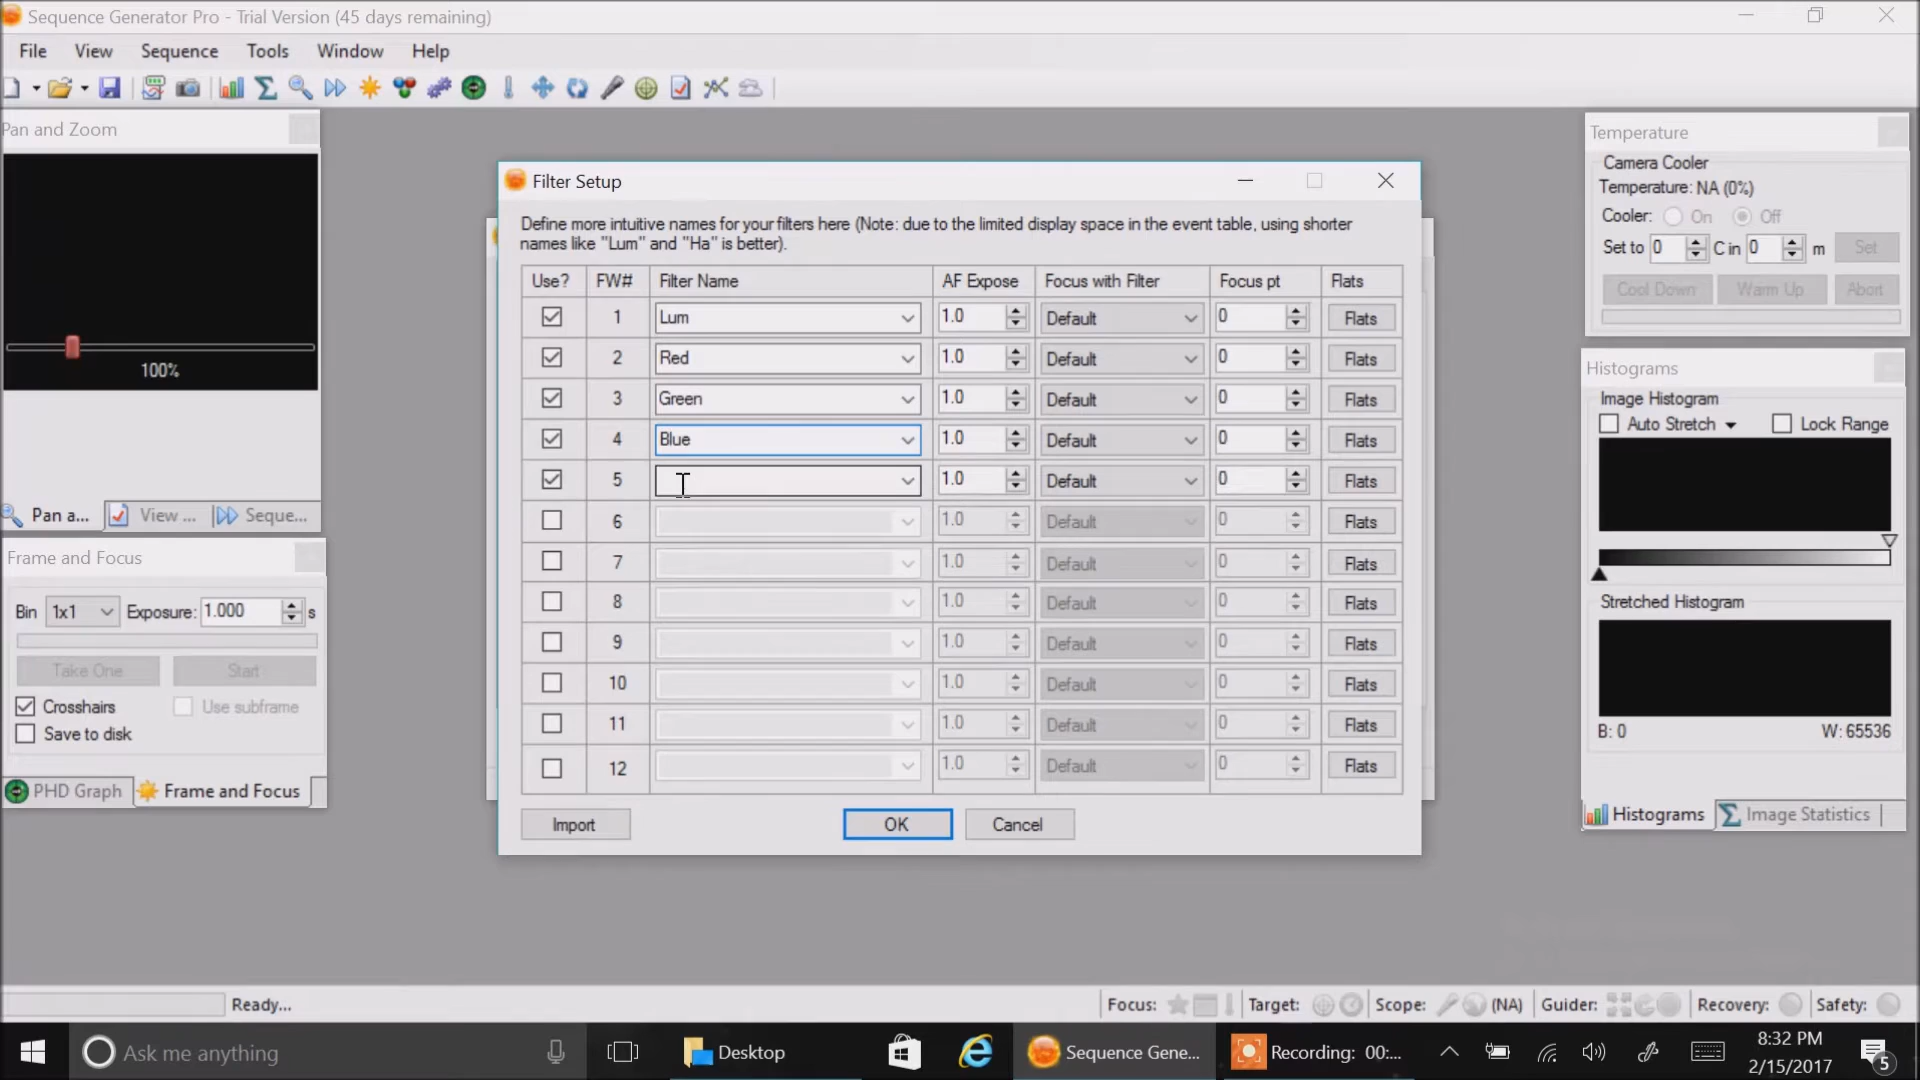 Sequence Generator Pro - Trial Version (45 days remaining)
File View Sequence Tools Window Help
Pan and Zoom
100%
Pan a... View ... Seque...
Frame and Focus
Bin 1x1 Exposure: 1.000 s
Take One Start
Crosshairs Use subframe
Save to disk
PHD Graph Frame and Focus
Filter Setup
Define more intuitive names for your filters here (Note: due to the limited display space in the event table, using shorter
names like "Lum" and "Ha" is better).
Use? FW# Filter Name AF Expose Focus with Filter Focus pt Flats
1 Lum 1.0 Default 0 Flats
2 Red 1.0 Default 0 Flats
3 Green 1.0 Default 0 Flats
4 Blue 1.0 Default 0 Flats
5 1.0 Default 0 Flats
6 1.0 Default 0 Flats
7 1.0 Default 0 Flats
8 1.0 Default 0 Flats
9 1.0 Default 0 Flats
10 1.0 Default 0 Flats
11 1.0 Default 0 Flats
12 1.0 Default 0 Flats
Import OK Cancel
Temperature
Camera Cooler
Temperature: NA (0%)
Cooler: On Off
Set to 0 C in 0 m Set
Cool Down Warm Up Abort
Histograms
Image Histogram
Auto Stretch Lock Range
Stretched Histogram
B: 0 W: 65536
Histograms Image Statistics
Ready... Focus: Target: Scope: (NA) Guider: Recovery: Safety:
Ask me anything Desktop Sequence Gene... Recording: 00:... 8:32 PM
2/15/2017 5